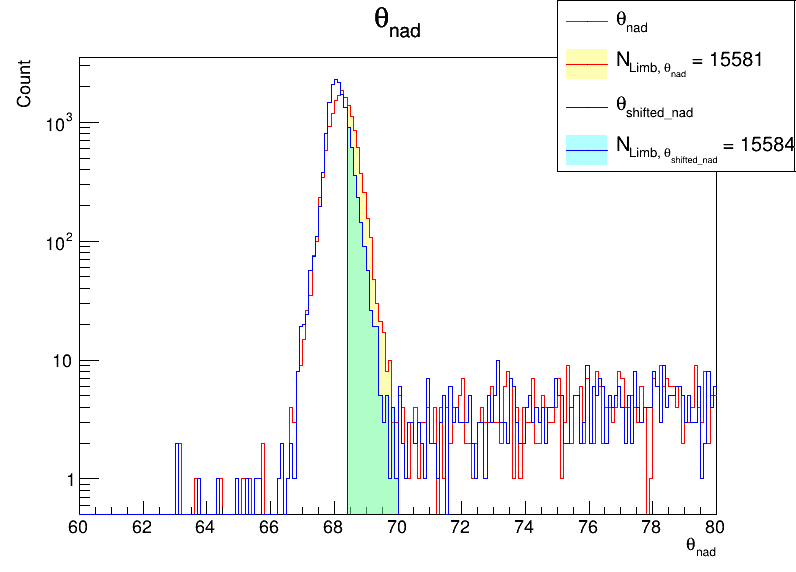 θnad
θnad
NLimb, θnad = 15581
θshifted_nad
NLimb, θshifted_nad = 15584
Count
10³
10²
10
1
60 62 64 66 68 70 72 74 76 78 80
θnad